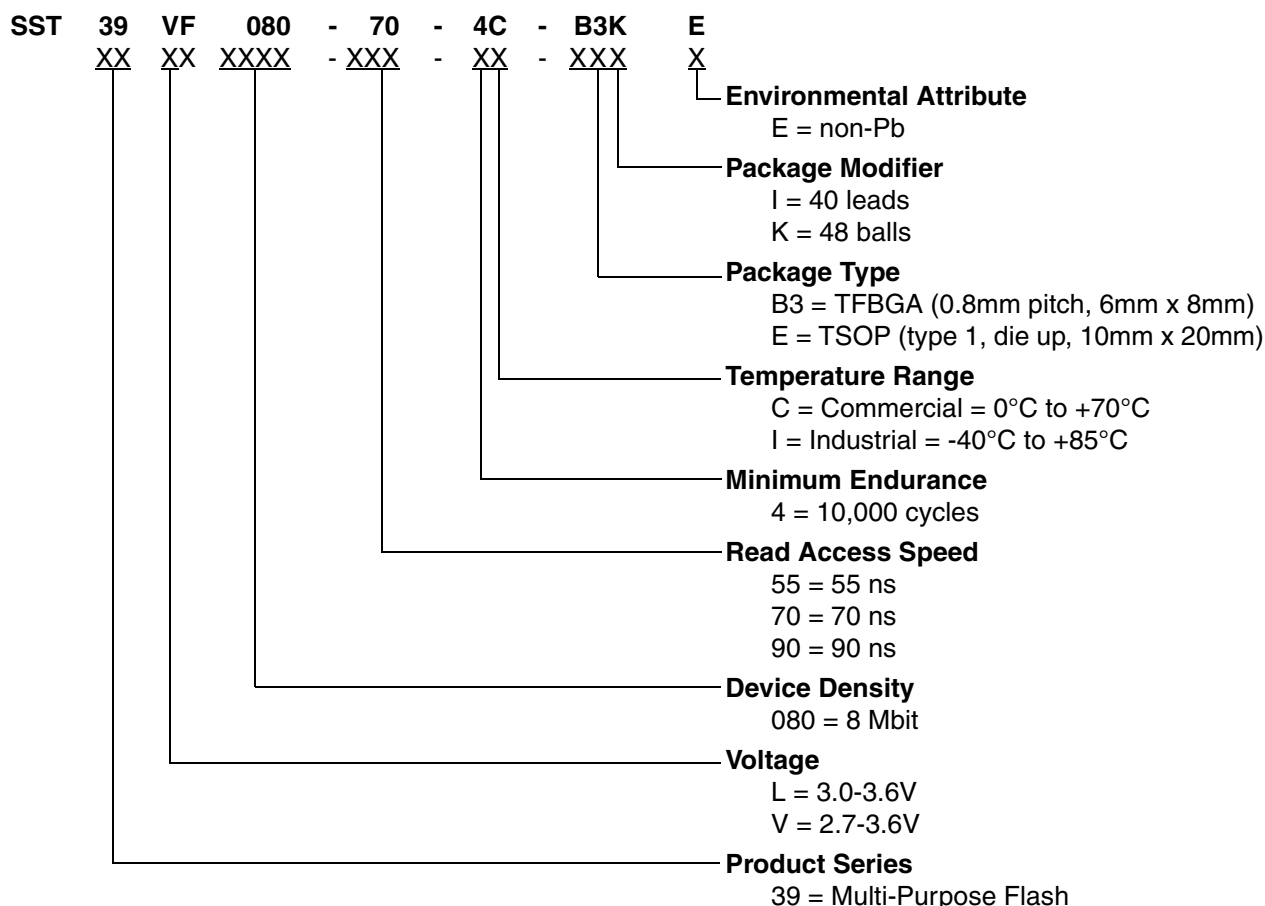 SST 39 VF 080 - 70 - 4C - B3K E
XX XX XXXX - XXX - XX - XXX X
Environmental Attribute
E = non-Pb
Package Modifier
I = 40 leads
K = 48 balls
Package Type
B3 = TFBGA (0.8mm pitch, 6mm x 8mm)
E = TSOP (type 1, die up, 10mm x 20mm)
Temperature Range
C = Commercial = 0°C to +70°C
I = Industrial = -40°C to +85°C
Minimum Endurance
4 = 10,000 cycles
Read Access Speed
55 = 55 ns
70 = 70 ns
90 = 90 ns
Device Density
080 = 8 Mbit
Voltage
L = 3.0-3.6V
V = 2.7-3.6V
Product Series
39 = Multi-Purpose Flash